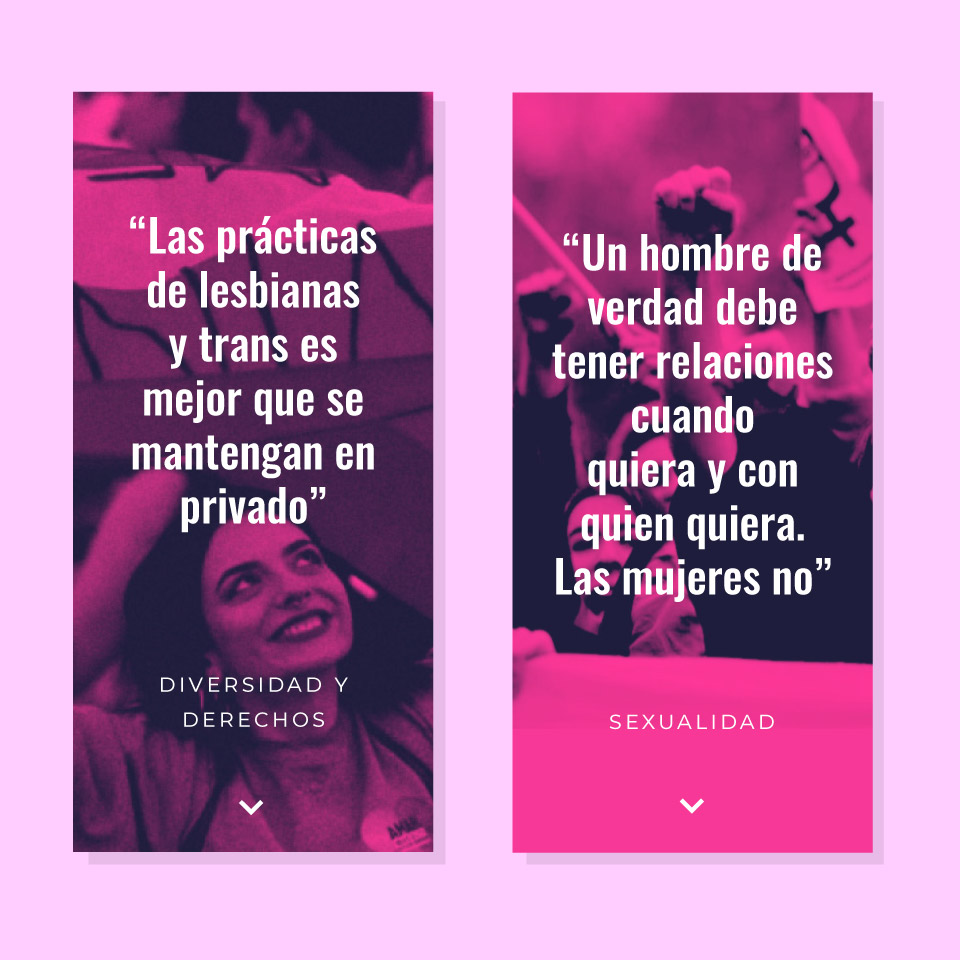 “Las prácticas
de lesbianas
y trans es
mejor que se
mantengan en
privado”
DIVERSIDAD Y
DERECHOS
“Un hombre de
verdad debe
tener relaciones
cuando
quiera y con
quien quiera.
Las mujeres no”
SEXUALIDAD